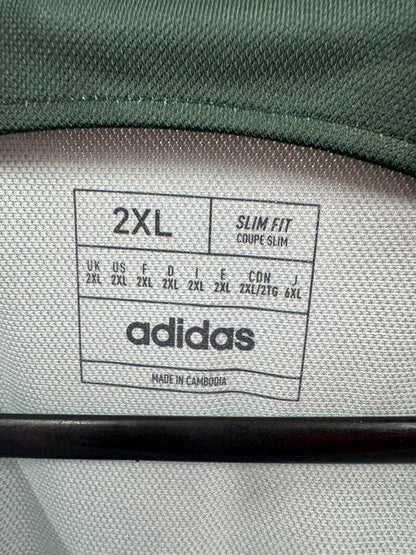 2XL
SLIM FIT
COUPE SLIM
UK US F D I E CDN J
2XL 2XL 2XL 2XL 2XL 2XL 2XL/2TG 6XL
adidas
MADE IN CAMBODIA